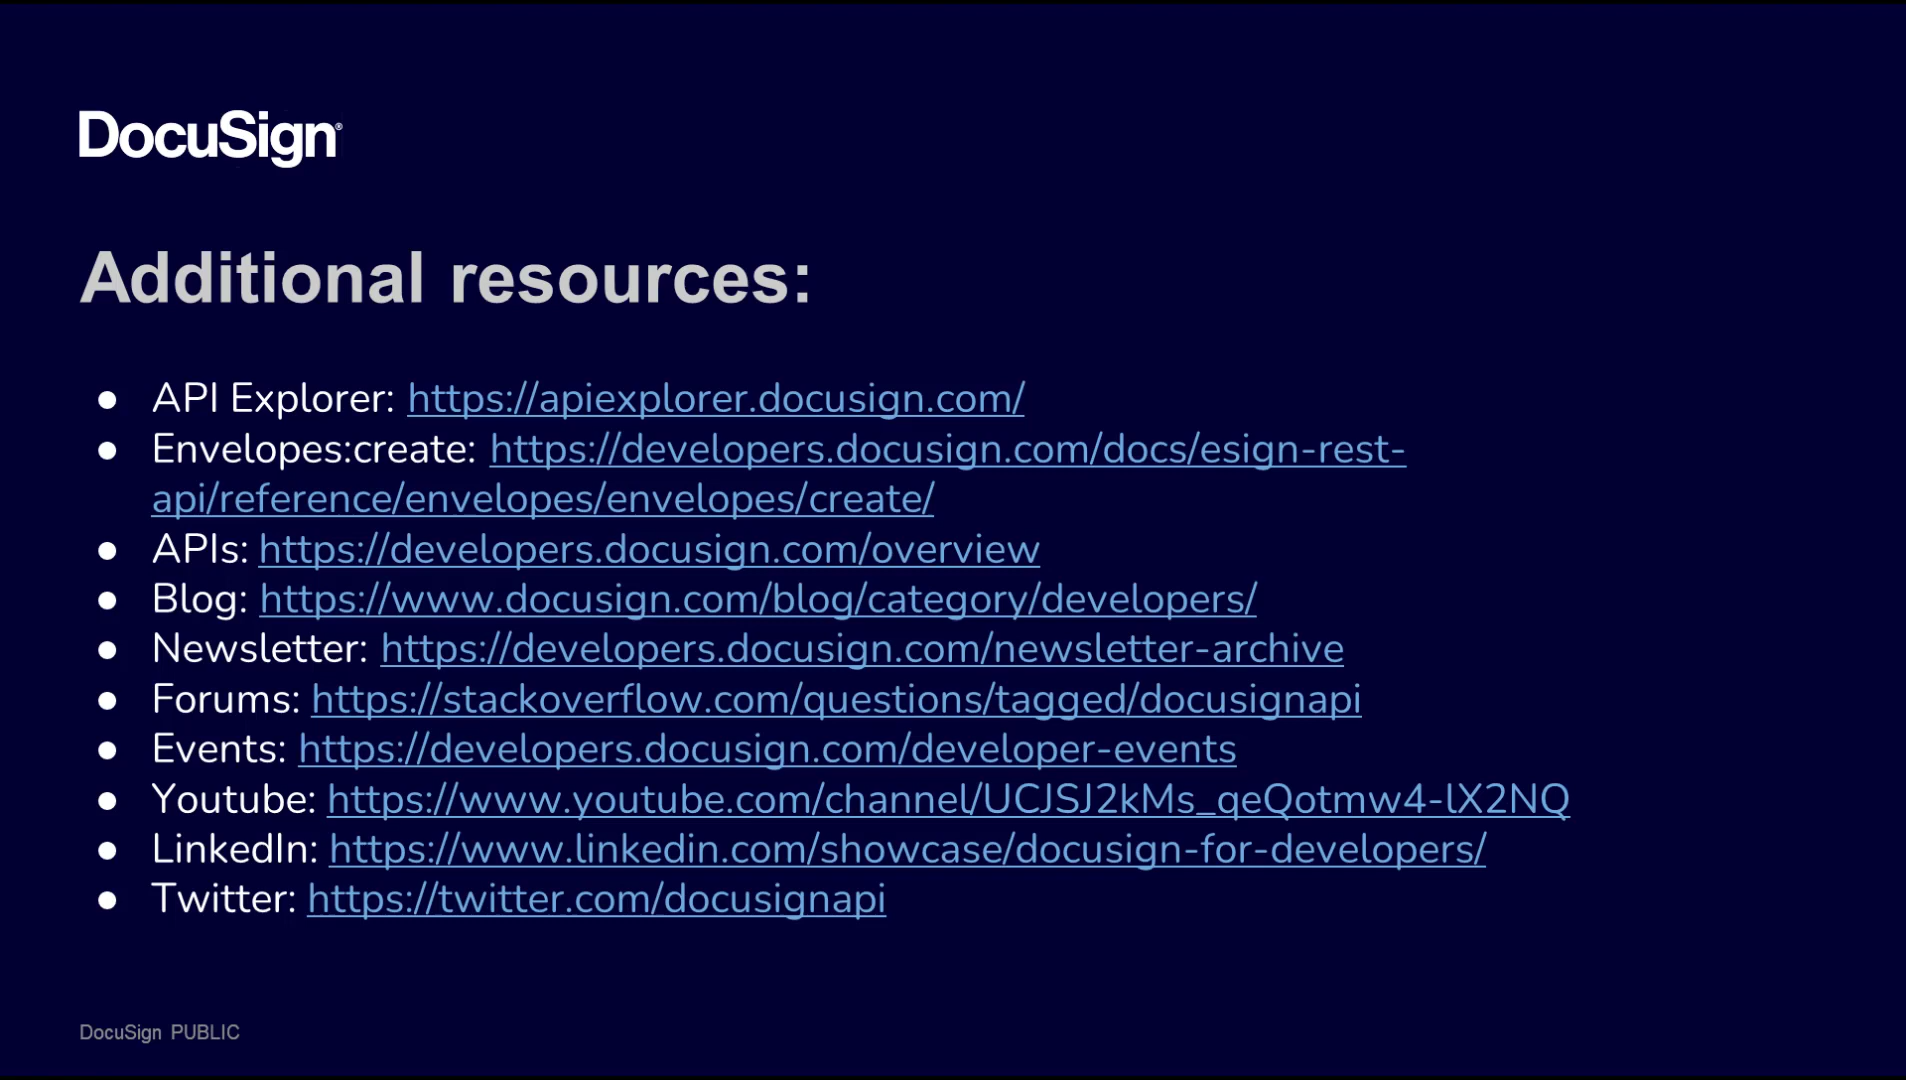 DocuSign®
Additional resources:
● API Explorer: https://apiexplorer.docusign.com/
● Envelopes:create: https://developers.docusign.com/docs/esign-rest-
api/reference/envelopes/envelopes/create/
● APIs: https://developers.docusign.com/overview
● Blog: https://www.docusign.com/blog/category/developers/
● Newsletter: https://developers.docusign.com/newsletter-archive
● Forums: https://stackoverflow.com/questions/tagged/docusignapi
● Events: https://developers.docusign.com/developer-events
● Youtube: https://www.youtube.com/channel/UCJSJ2kMs_qeQotmw4-lX2NQ
● LinkedIn: https://www.linkedin.com/showcase/docusign-for-developers/
● Twitter: https://twitter.com/docusignapi
DocuSign PUBLIC